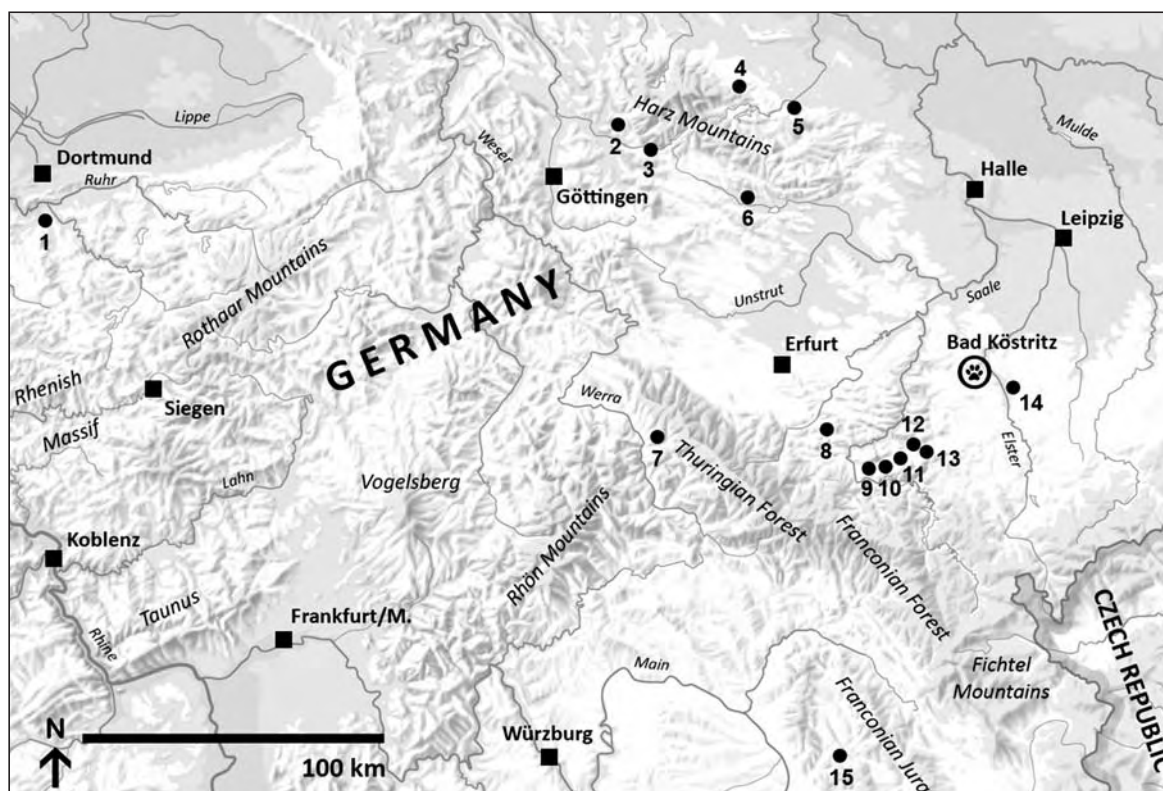 4
Lippe
Harz Mountains
5
Mulde
Weser
2
Dortmund
3
Ruhr
Göttingen
Halle
6
1
Leipzig
Rothaar Mountains
GERMANY
Unstrut
Saale
Erfurt
Bad Köstritz
Rhenish
Massif
Siegen
Werra
14
12
Elster
8
13
7
11
9
10
Thuringian Forest
Vogelsberg
Lahn
Rhön Mountains
Franconian Forest
Koblenz
Taunus
Frankfurt/M.
Rhine
CZECH REPUBLIC
Main
Fichtel
Mountains
Franconian Jura
N
Würzburg
100 km
15